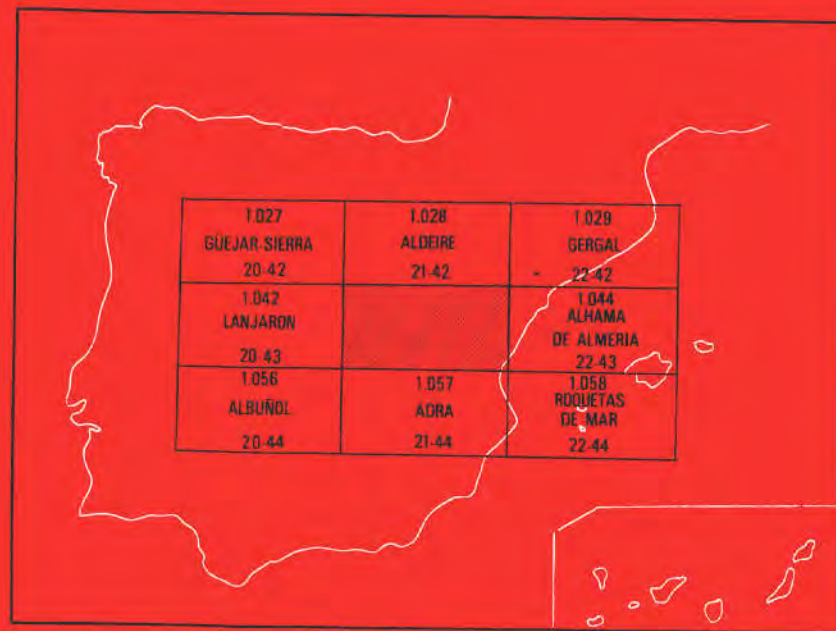 1.027
GÜEJAR-SIERRA
20-42
1.028
ALDEIRE
21-42
1.029
GERGAL
22-42
1.042
LANJARON
20-43
1.044
ALHAMA
DE ALMERIA
22-43
1.056
ALBUÑOL
20-44
1.057
ADRA
21-44
1.058
ROQUETAS
DE MAR
22-44